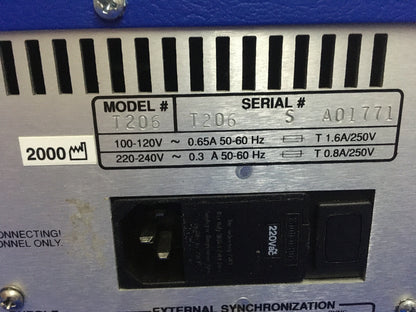 MODEL # SERIAL #
T206 T206 S A01771
100-120V ~ 0.65A 50-60 Hz T 1.6A/250V
2000
220-240V ~ 0.3 A 50-60 Hz T 0.8A/250V
CONNECTING!
ONNEL ONLY.
220vac
EXTERNAL SYNCHRONIZATION